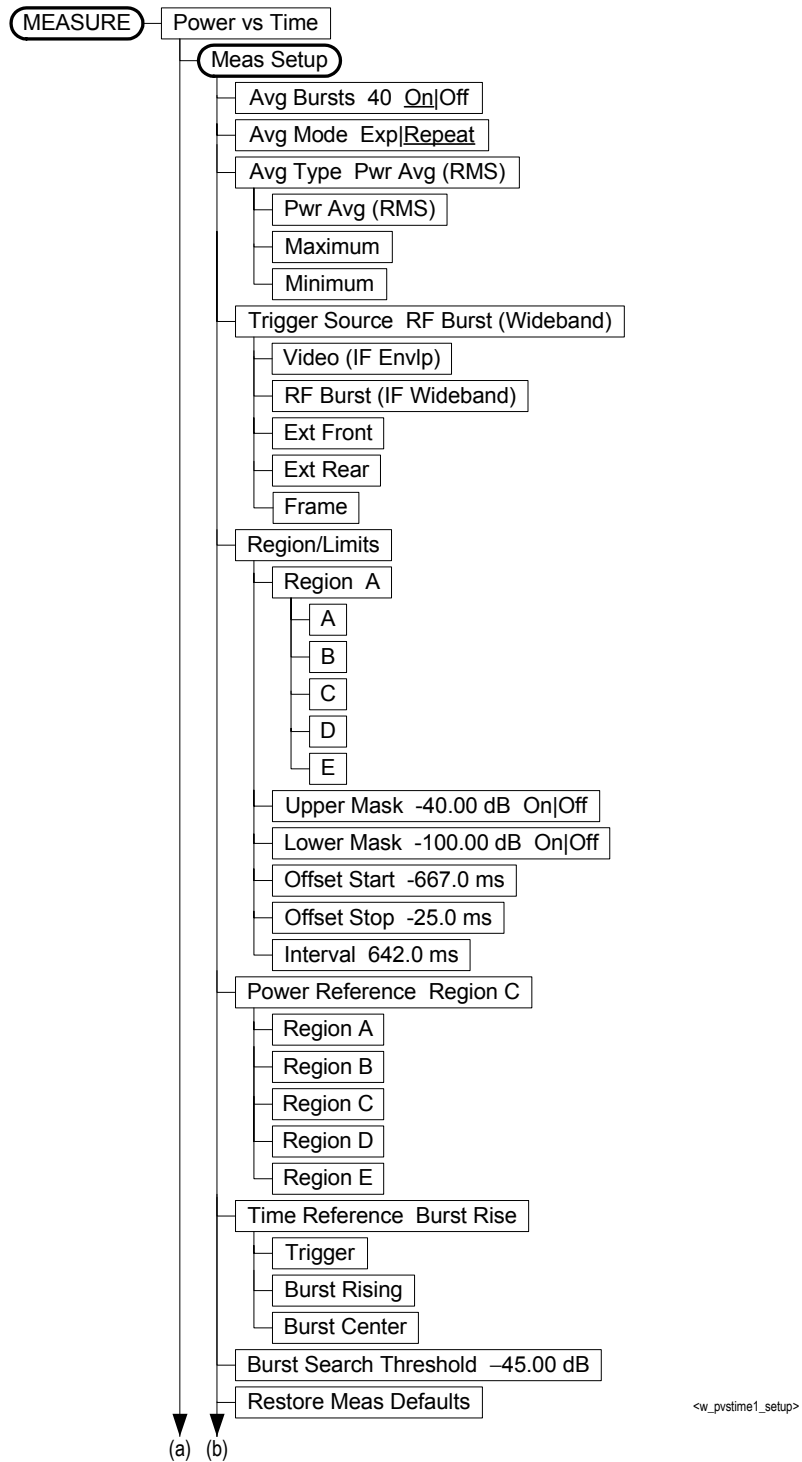 MEASURE Power vs Time
Meas Setup
Avg Bursts 40 On|Off
Avg Mode Exp|Repeat
Avg Type Pwr Avg (RMS)
Pwr Avg (RMS)
Maximum
Minimum
Trigger Source RF Burst (Wideband)
Video (IF Envlp)
RF Burst (IF Wideband)
Ext Front
Ext Rear
Frame
Region/Limits
Region A
A
B
C
D
E
Upper Mask -40.00 dB On|Off
Lower Mask -100.00 dB On|Off
Offset Start -667.0 ms
Offset Stop -25.0 ms
Interval 642.0 ms
Power Reference Region C
Region A
Region B
Region C
Region D
Region E
Time Reference Burst Rise
Trigger
Burst Rising
Burst Center
Burst Search Threshold –45.00 dB
Restore Meas Defaults
<w_pvstime1_setup>
(a) (b)